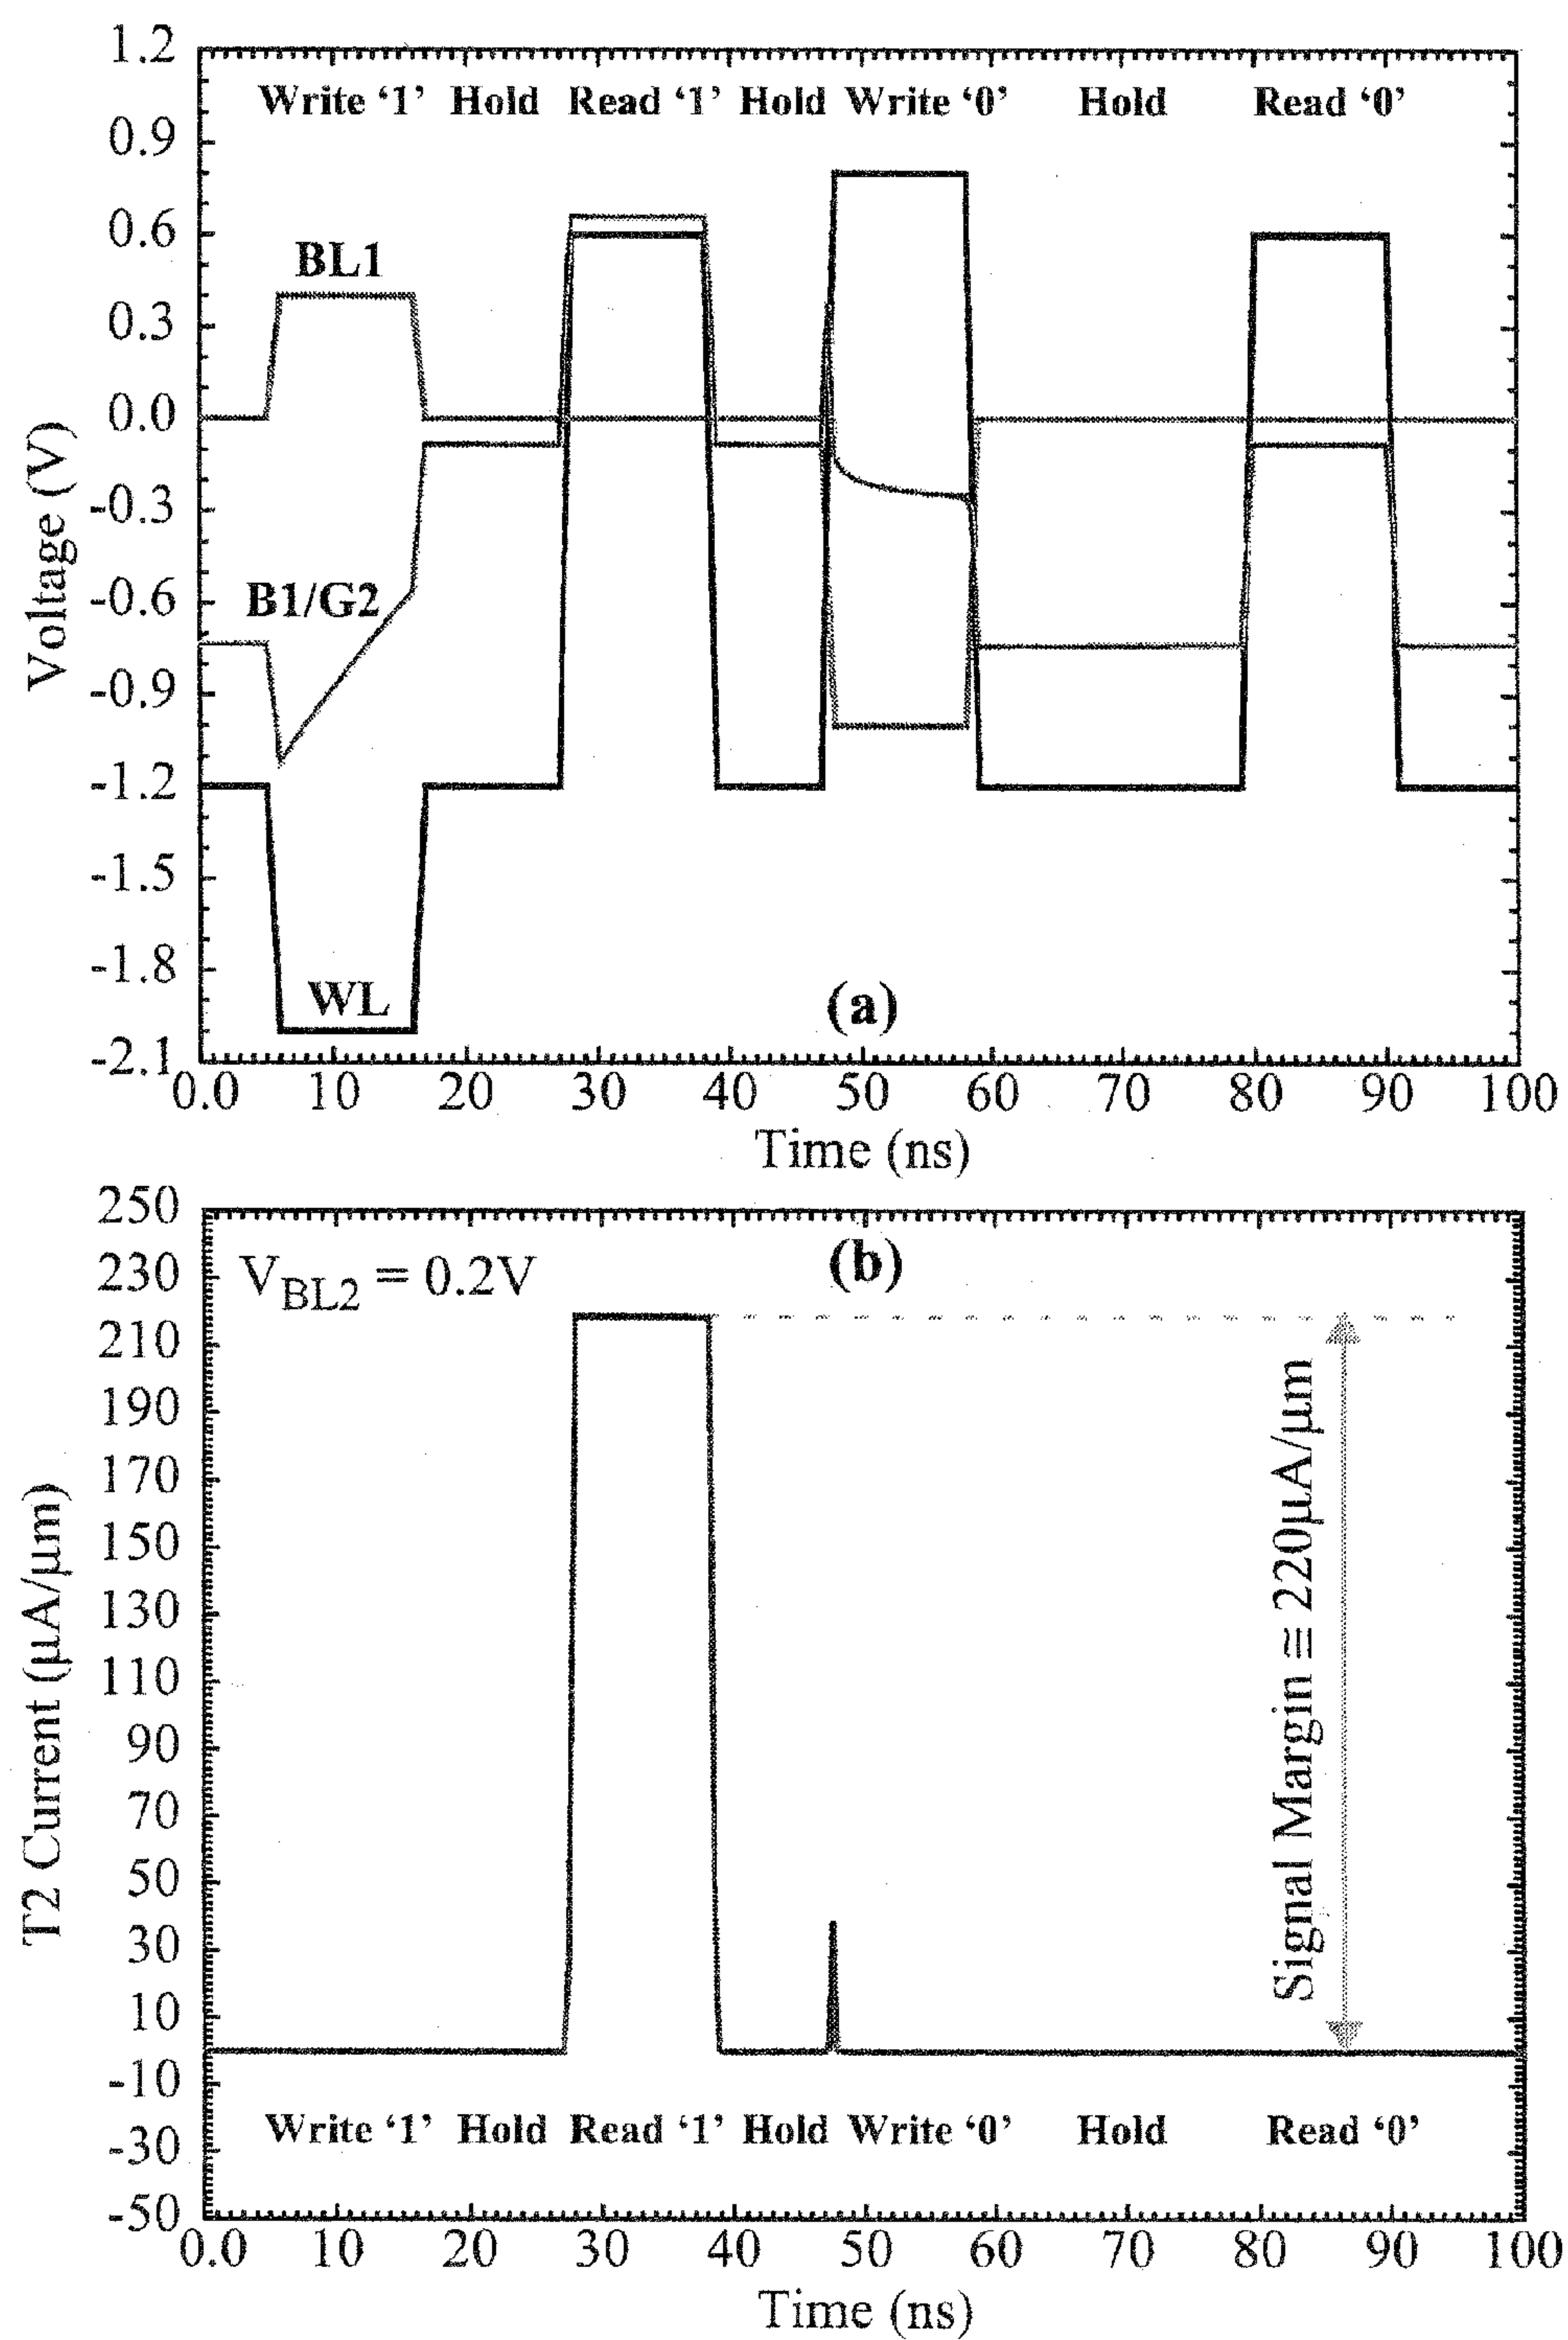 1.2
Write ‘1’ Hold Read ‘1’ Hold Write ‘0’ Hold Read ‘0’
0.9
0.6
BL1
0.3
0.0
-0.3
B1/G2
-0.6
-0.9
-1.2
-1.5
-1.8
WL
(a)
-2.1
Voltage (V)
0.0 10 20 30 40 50 60 70 80 90 100
Time (ns)
250
(b)
V_BL2 = 0.2V
230
210
190
170
150
130
110
90
70
50
30
10
-10
-30
-50
T2 Current (μA/μm)
Signal Margin ≅ 220μA/μm
Write ‘1’ Hold Read ‘1’ Hold Write ‘0’ Hold Read ‘0’
0.0 10 20 30 40 50 60 70 80 90 100
Time (ns)